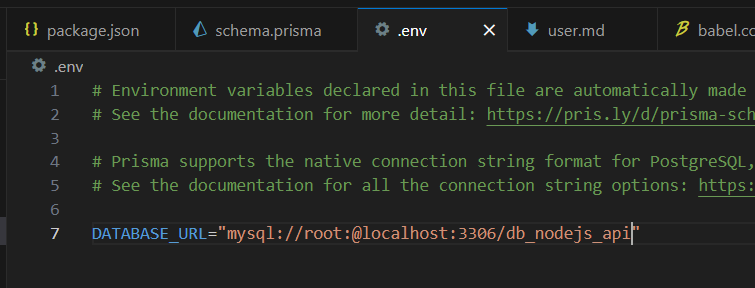 {} package.json schema.prisma .env × user.md B babel.co
.env
1 # Environment variables declared in this file are automatically made
2 # See the documentation for more detail: https://pris.ly/d/prisma-sch
3
4 # Prisma supports the native connection string format for PostgreSQL,
5 # See the documentation for all the connection string options: https:
6
7 DATABASE_URL="mysql://root:@localhost:3306/db_nodejs_api"